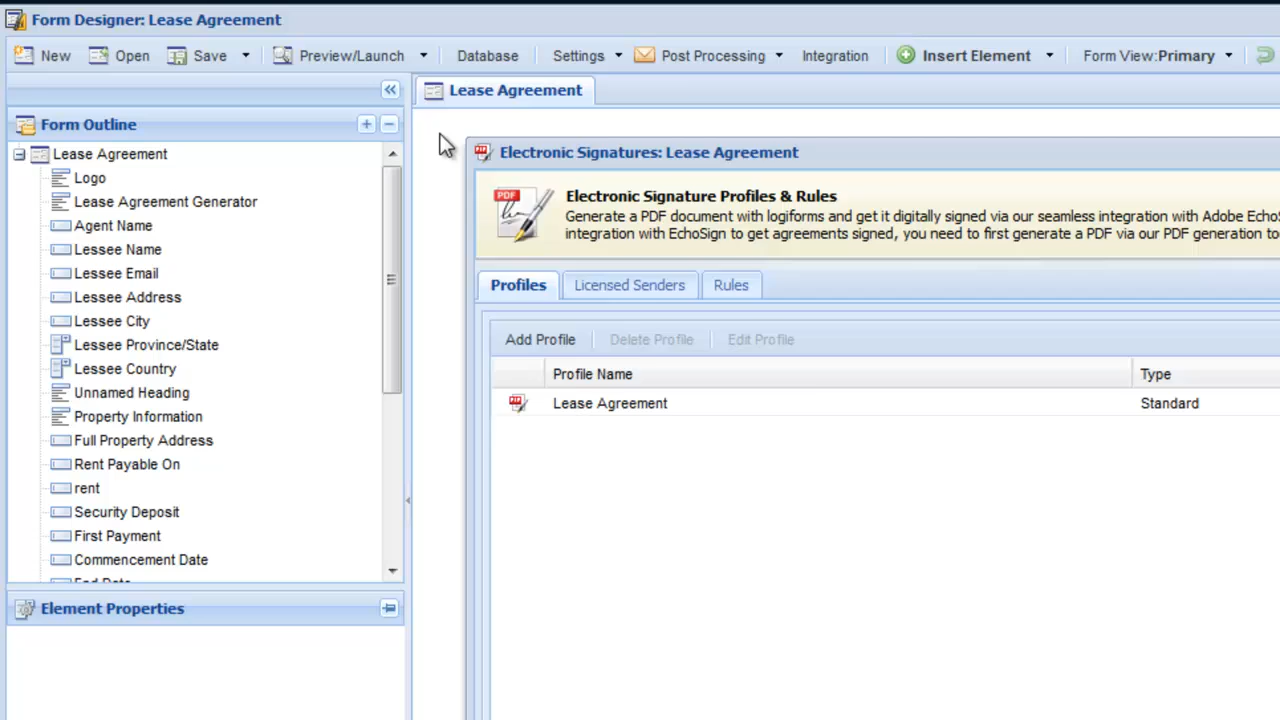 Form Designer: Lease Agreement
New Open Save Preview/Launch Database Settings Post Processing Integration Insert Element Form View:Primary
Lease Agreement
Form Outline
Lease Agreement
Logo
Lease Agreement Generator
Agent Name
Lessee Name
Lessee Email
Lessee Address
Lessee City
Lessee Province/State
Lessee Country
Unnamed Heading
Property Information
Full Property Address
Rent Payable On
rent
Security Deposit
First Payment
Commencement Date
End Date
Element Properties
Electronic Signatures: Lease Agreement
PDF
Electronic Signature Profiles & Rules
Generate a PDF document with logiforms and get it digitally signed via our seamless integration with Adobe EchoS
integration with EchoSign to get agreements signed, you need to first generate a PDF via our PDF generation to
Profiles Licensed Senders Rules
Add Profile Delete Profile Edit Profile
Profile Name Type
Lease Agreement Standard